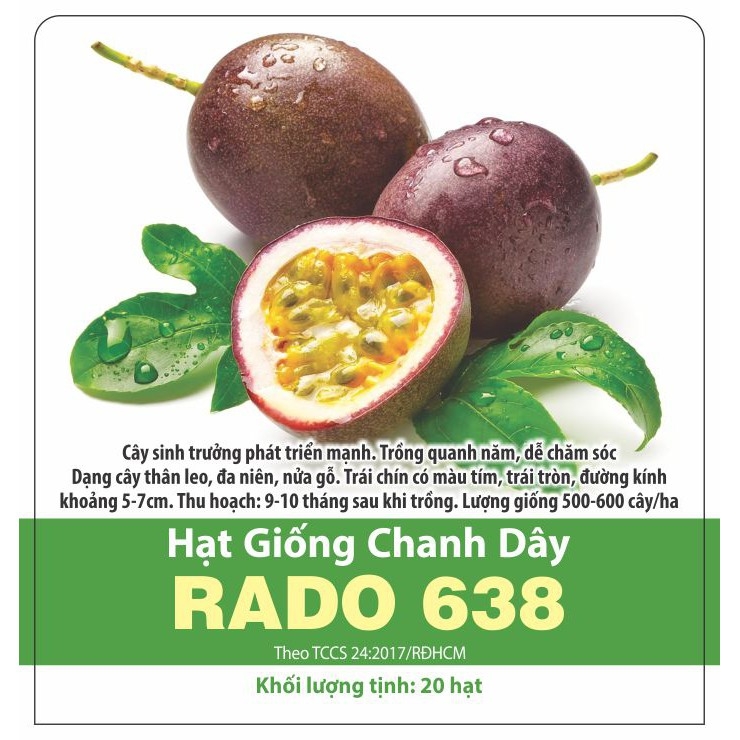 Cây sinh trưởng phát triển mạnh. Trồng quanh năm, dễ chăm sóc
Dạng cây thân leo, đa niên, nửa gỗ. Trái chín có màu tím, trái tròn, đường kính
khoảng 5-7cm. Thu hoạch: 9-10 tháng sau khi trồng. Lượng giống 500-600 cây/ha
Hạt Giống Chanh Dây
RADO 638
Theo TCCS 24:2017/RĐHCM
Khối lượng tịnh: 20 hạt